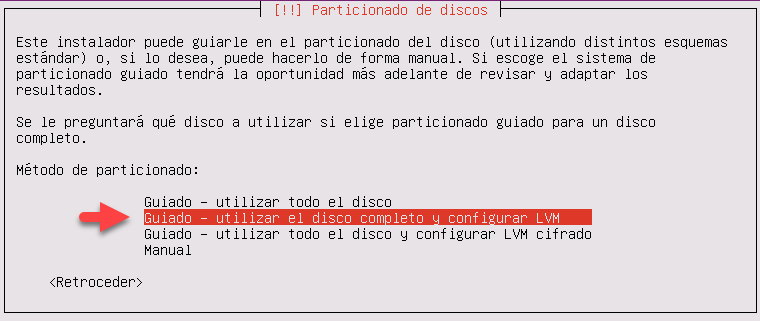 [!!] Particionado de discos
Este instalador puede guiarle en el particionado del disco (utilizando distintos esquemas
estándar) o, si lo desea, puede hacerlo de forma manual. Si escoge el sistema de
particionado guiado tendrá la oportunidad más adelante de revisar y adaptar los
resultados.
Se le preguntará qué disco a utilizar si elige particionado guiado para un disco
completo.
Método de particionado:
Guiado – utilizar todo el disco
Guiado – utilizar el disco completo y configurar LVM
Guiado – utilizar todo el disco y configurar LVM cifrado
Manual
<Retroceder>